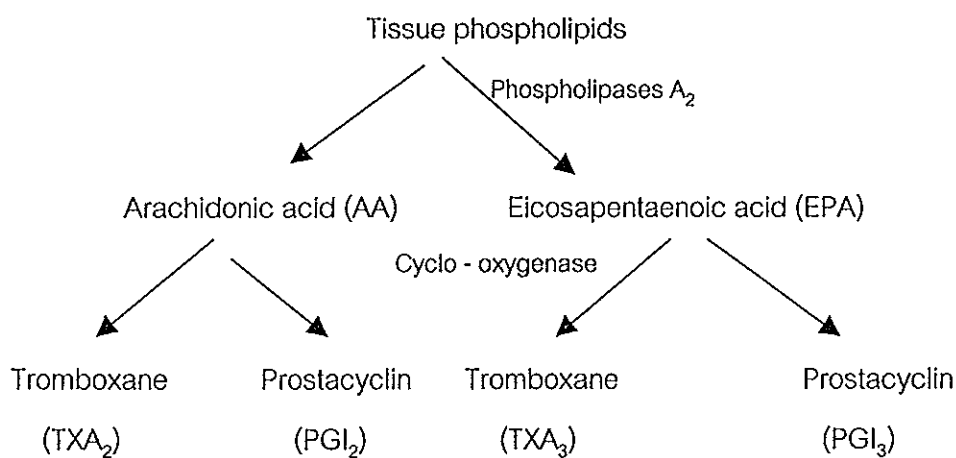 Tissue phospholipids
Phospholipases A₂
Arachidonic acid (AA) Eicosapentaenoic acid (EPA)
Cyclo - oxygenase
Tromboxane Prostacyclin Tromboxane Prostacyclin
(TXA₂) (PGI₂) (TXA₃) (PGI₃)